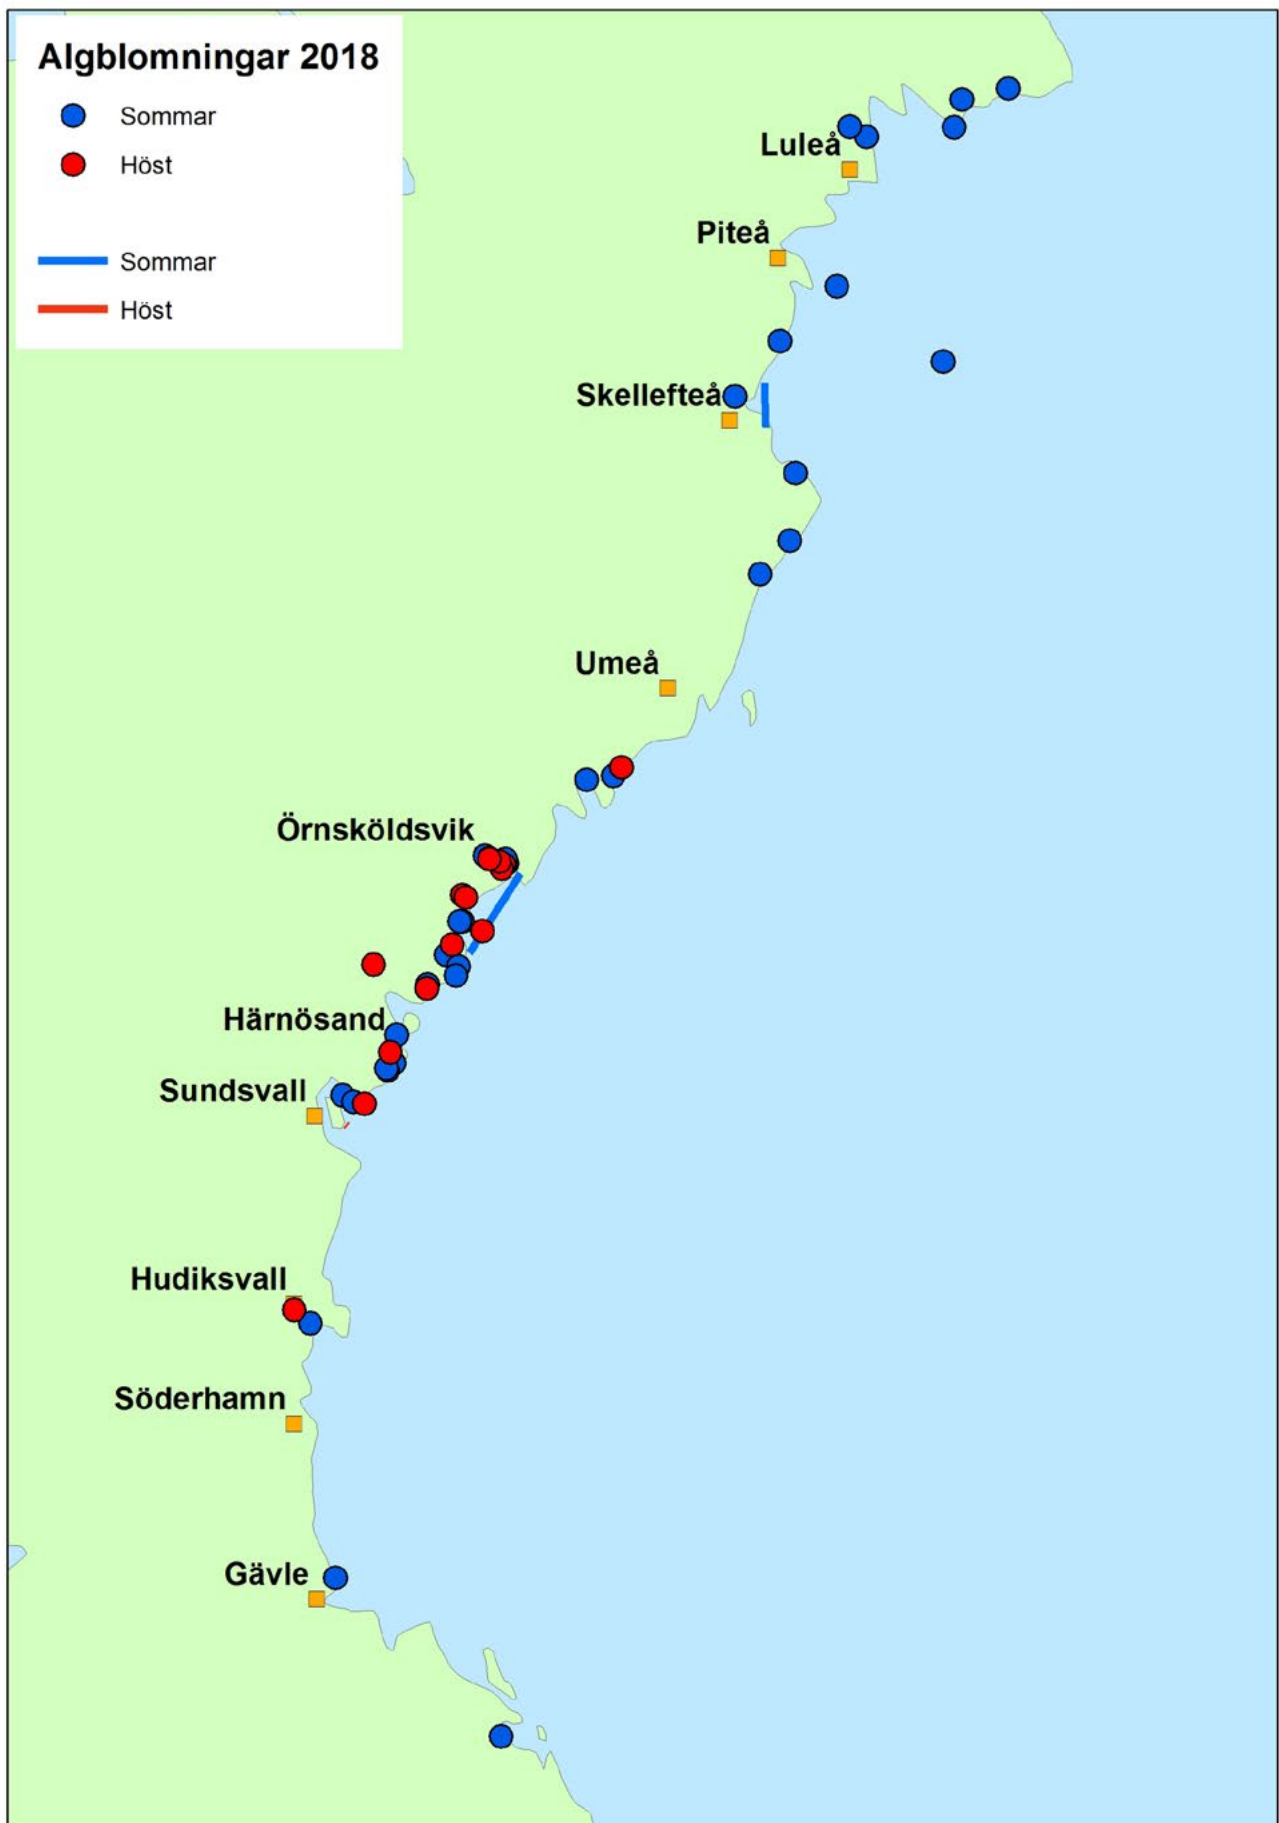 Algblomningar 2018
Sommar
Höst
Sommar
Höst
Luleå
Piteå
Skellefteå
Umeå
Örnsköldsvik
Härnösand
Sundsvall
Hudiksvall
Söderhamn
Gävle